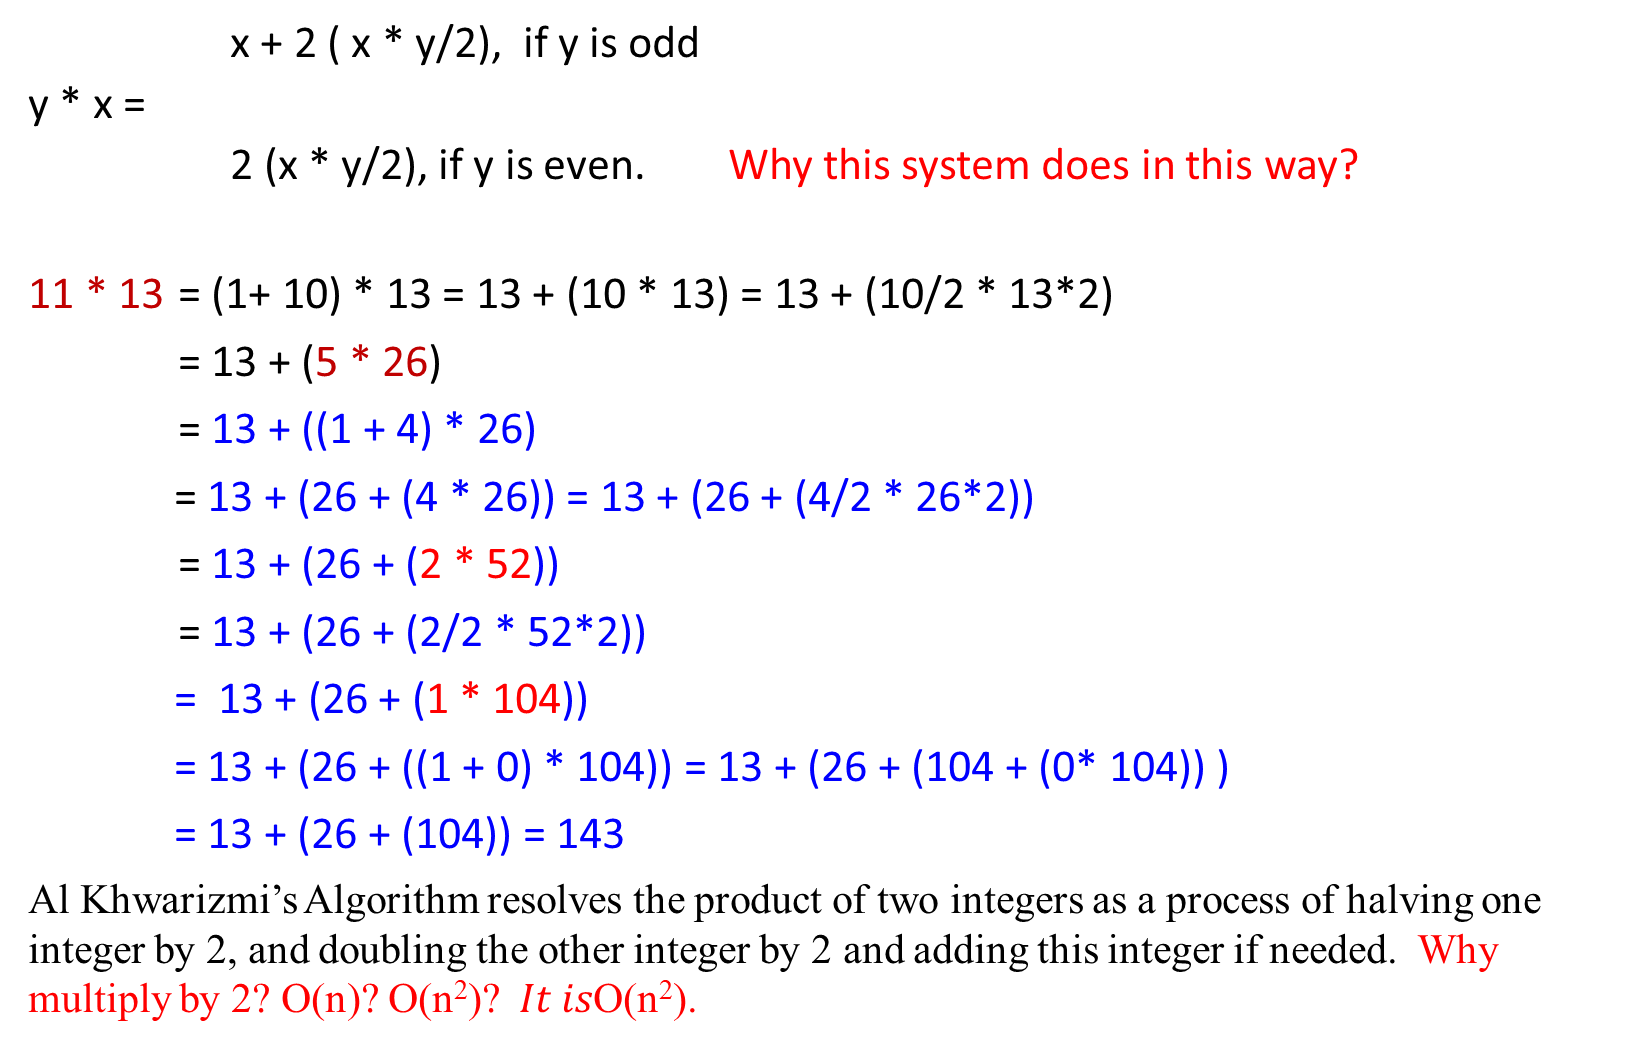 x + 2 ( x * y/2), if y is odd
y * x =
2 (x * y/2), if y is even. Why this system does in this way?
11 * 13 = (1+ 10) * 13 = 13 + (10 * 13) = 13 + (10/2 * 13*2)
= 13 + (5 * 26)
= 13 + ((1 + 4) * 26)
= 13 + (26 + (4 * 26)) = 13 + (26 + (4/2 * 26*2))
= 13 + (26 + (2 * 52))
= 13 + (26 + (2/2 * 52*2))
= 13 + (26 + (1 * 104))
= 13 + (26 + ((1 + 0) * 104)) = 13 + (26 + (104 + (0* 104)) )
= 13 + (26 + (104)) = 143
Al Khwarizmi’s Algorithm resolves the product of two integers as a process of halving one
integer by 2, and doubling the other integer by 2 and adding this integer if needed. Why
multiply by 2? O(n)? O(n²)? It isO(n²).